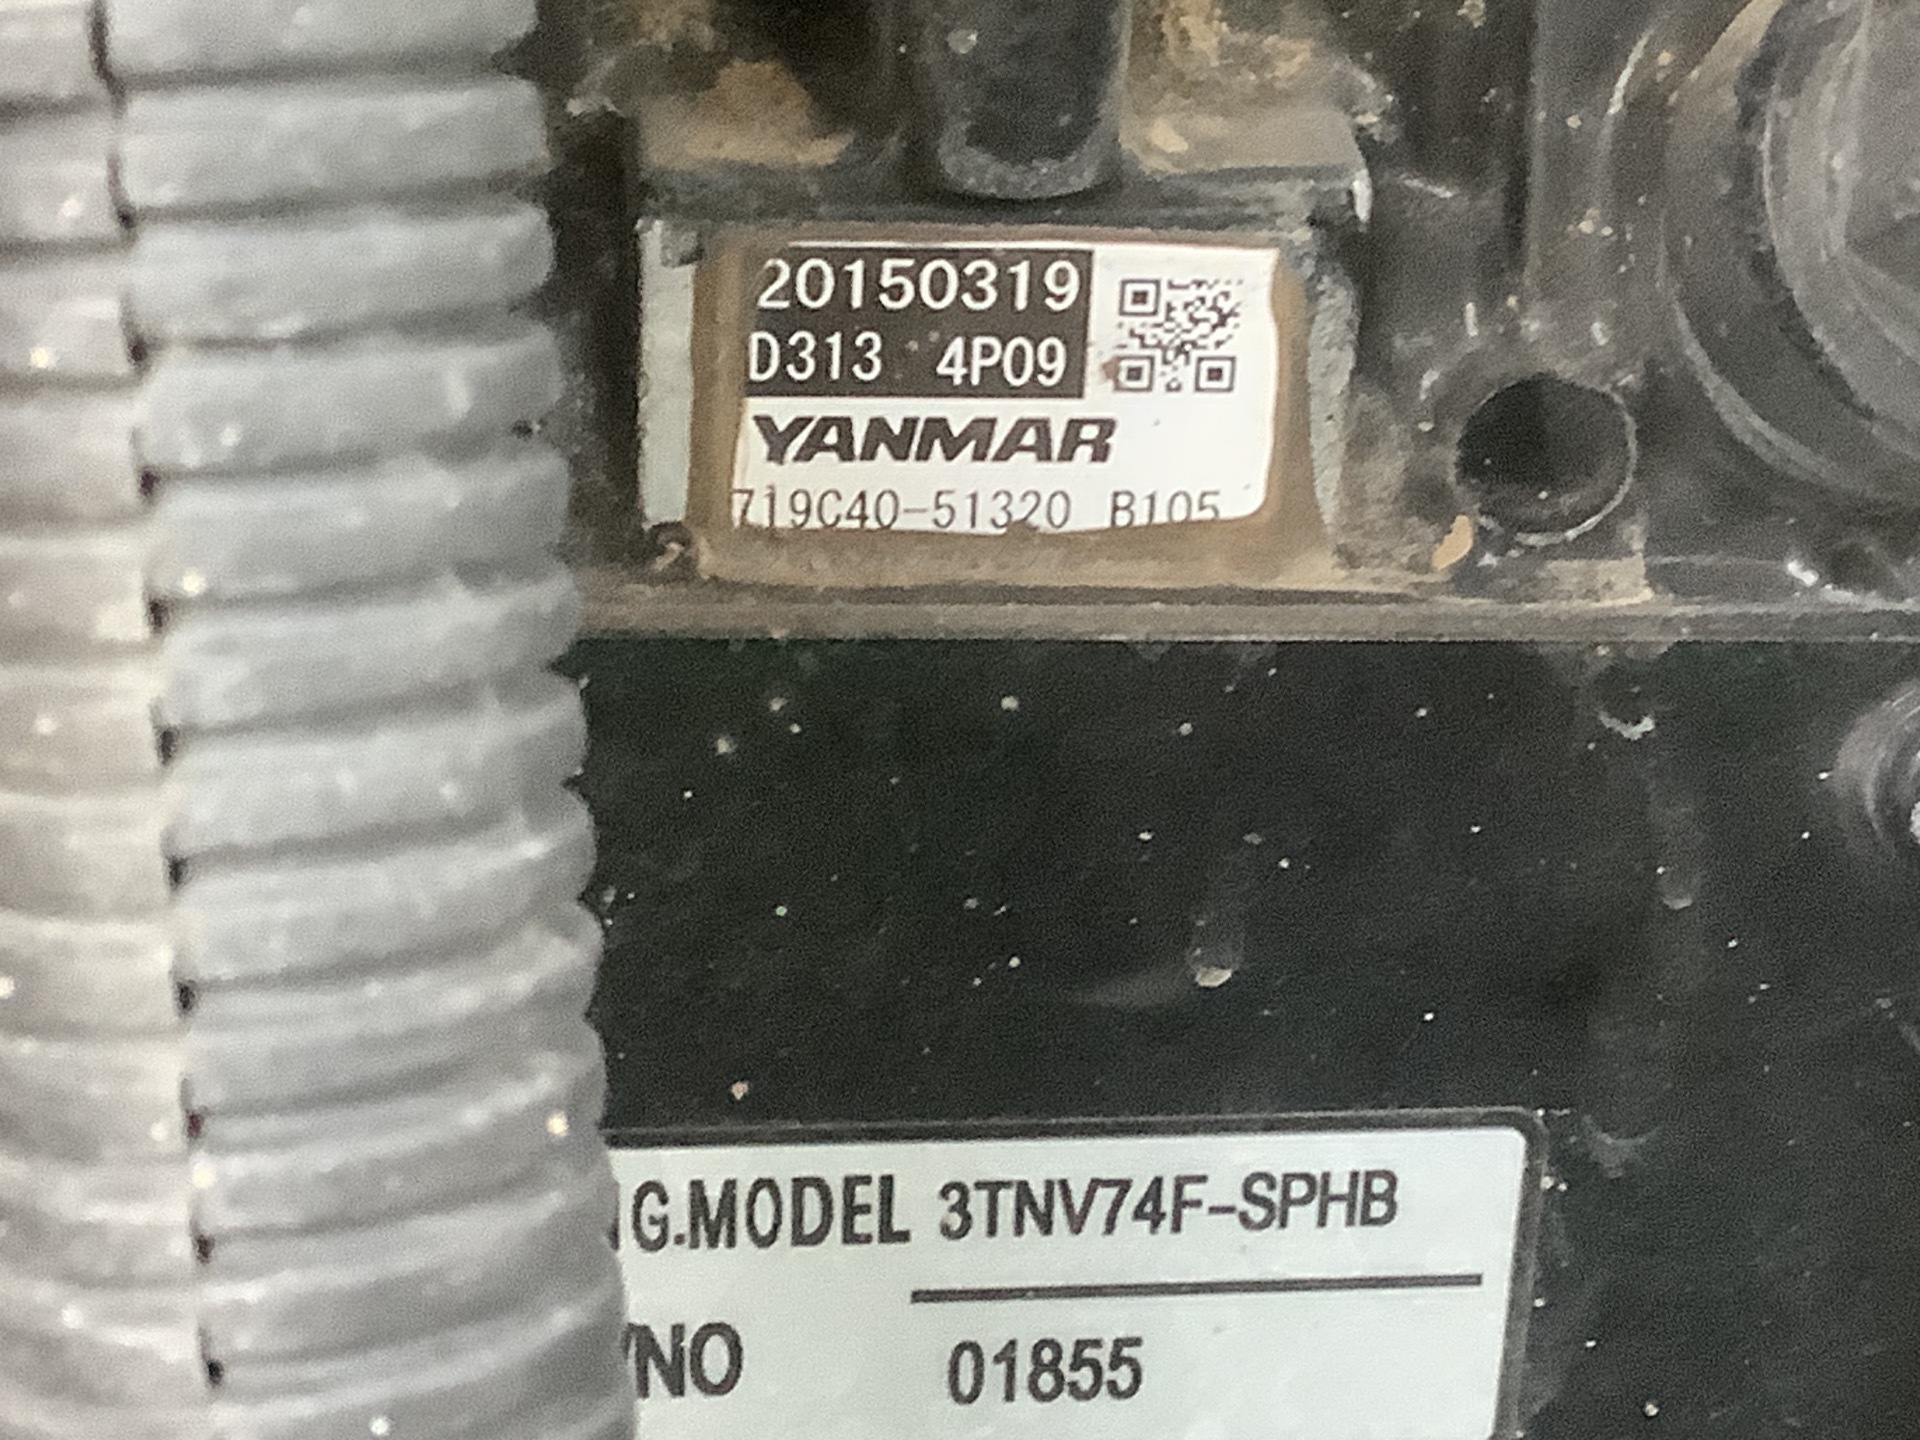 20150319
D313 4P09
YANMAR
719C40-51320 B105
G.MODEL 3TNV74F-SPHB
/NO 01855